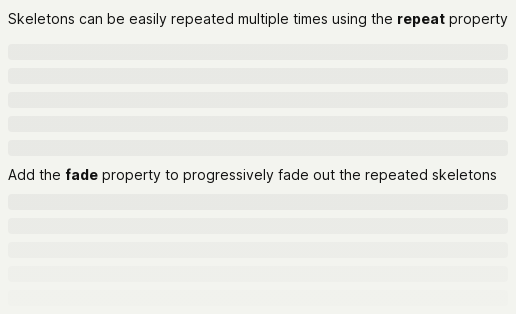 Skeletons can be easily repeated multiple times using the repeat property
Add the fade property to progressively fade out the repeated skeletons